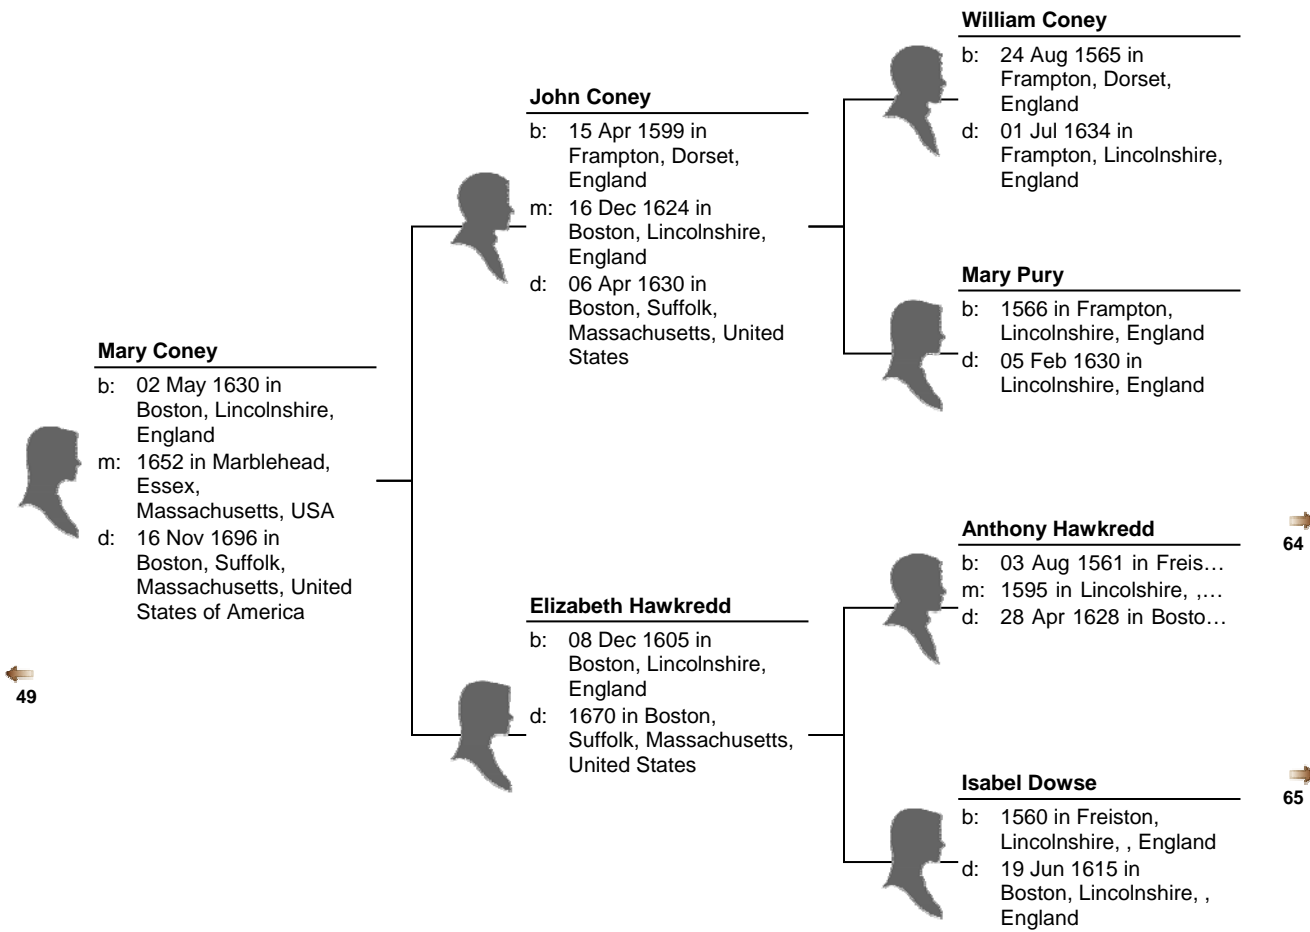 William Coney
b: 24 Aug 1565 in
Frampton, Dorset,
England
d: 01 Jul 1634 in
Frampton, Lincolnshire,
England
John Coney
b: 15 Apr 1599 in
Frampton, Dorset,
England
m: 16 Dec 1624 in
Boston, Lincolnshire,
England
d: 06 Apr 1630 in
Boston, Suffolk,
Massachusetts, United
States
Mary Pury
b: 1566 in Frampton,
Lincolnshire, England
d: 05 Feb 1630 in
Lincolnshire, England
Mary Coney
b: 02 May 1630 in
Boston, Lincolnshire,
England
m: 1652 in Marblehead,
Essex,
Massachusetts, USA
d: 16 Nov 1696 in
Boston, Suffolk,
Massachusetts, United
States of America
Anthony Hawkredd
b: 03 Aug 1561 in Freis…
m: 1595 in Lincolshire, ,…
d: 28 Apr 1628 in Bosto…
64
Elizabeth Hawkredd
b: 08 Dec 1605 in
Boston, Lincolnshire,
England
d: 1670 in Boston,
Suffolk, Massachusetts,
United States
49
Isabel Dowse
b: 1560 in Freiston,
Lincolnshire, , England
d: 19 Jun 1615 in
Boston, Lincolnshire, ,
England
65